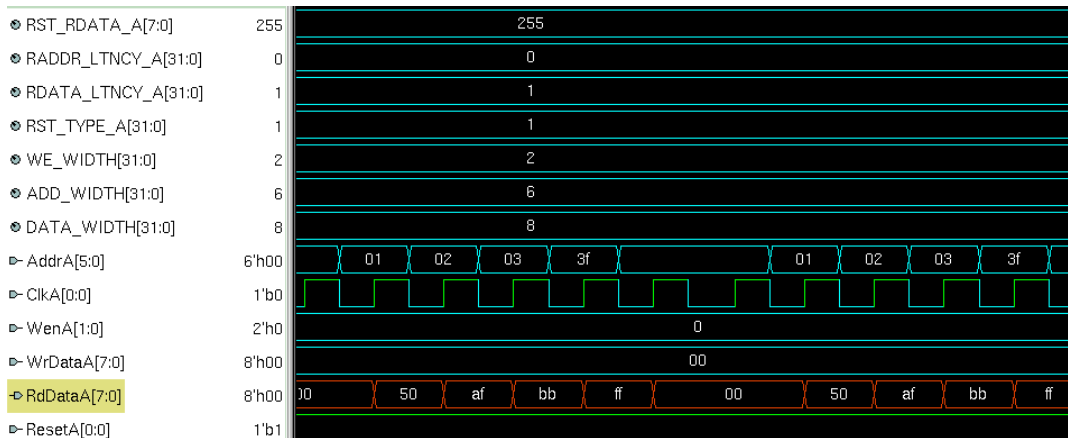 RST_RDATA_A[7:0] 255 255
RADDR_LTNCY_A[31:0] 0 0
RDATA_LTNCY_A[31:0] 1 1
RST_TYPE_A[31:0] 1 1
WE_WIDTH[31:0] 2 2
ADD_WIDTH[31:0] 6 6
DATA_WIDTH[31:0] 8 8
AddrA[5:0] 6'h00 01 02 03 3f 01 02 03 3f
ClkA[0:0] 1'b0
WenA[1:0] 2'h0 0
WrDataA[7:0] 8'h00 00
RdDataA[7:0] 8'h00 00 50 af bb ff 00 50 af bb ff
ResetA[0:0] 1'b1